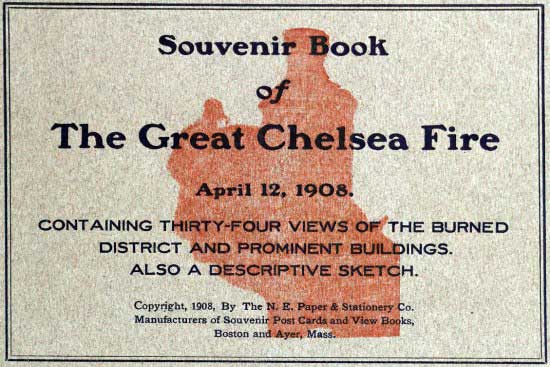 Souvenir Book
of
The Great Chelsea Fire
April 12, 1908.
CONTAINING THIRTY-FOUR VIEWS OF THE BURNED
DISTRICT AND PROMINENT BUILDINGS.
ALSO A DESCRIPTIVE SKETCH.
Copyright, 1908, By The N. E. Paper & Stationery Co.
Manufacturers of Souvenir Post Cards and View Books,
Boston and Ayer, Mass.